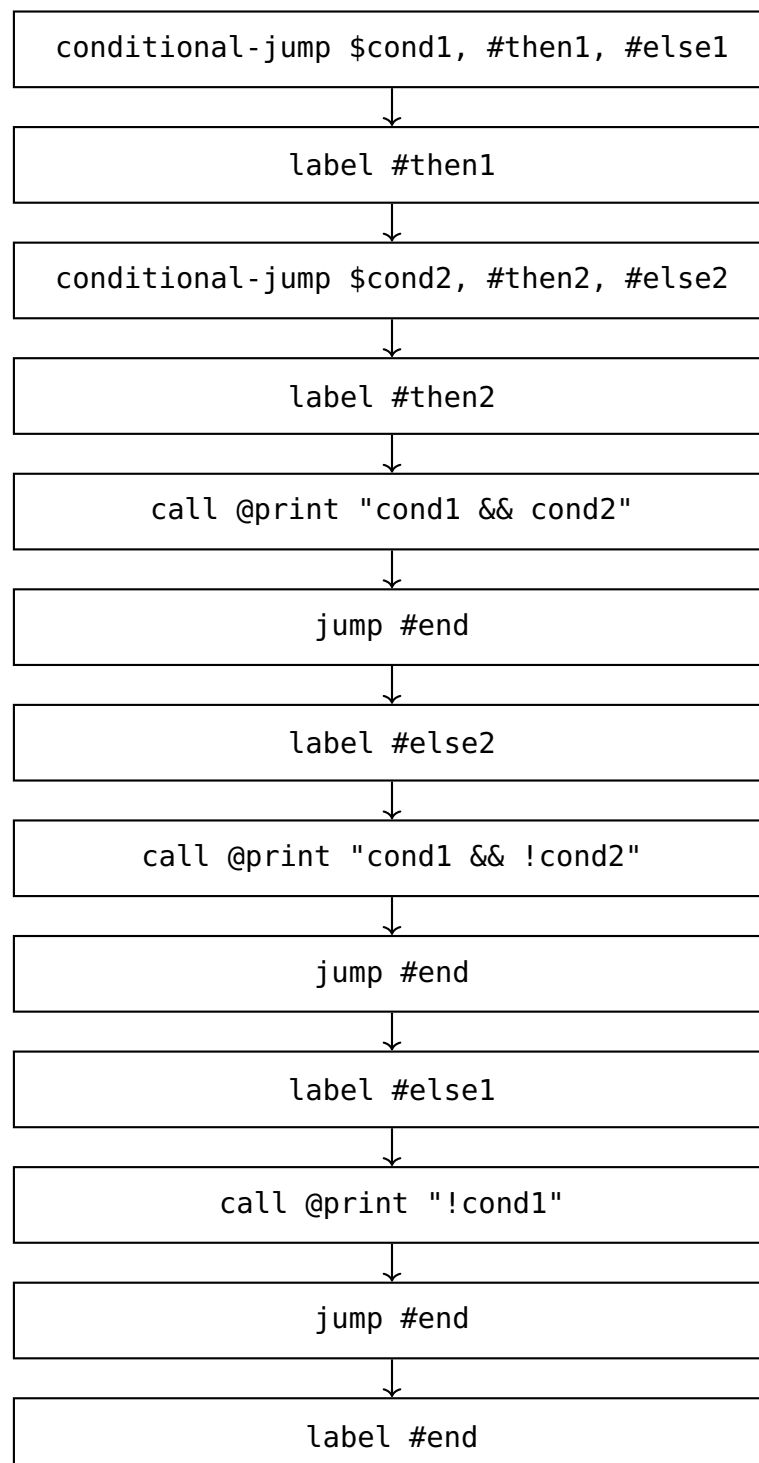 conditional-jump $cond1, #then1, #else1
label #then1
conditional-jump $cond2, #then2, #else2
label #then2
call @print "cond1 && cond2"
jump #end
label #else2
call @print "cond1 && !cond2"
jump #end
label #else1
call @print "!cond1"
jump #end
label #end